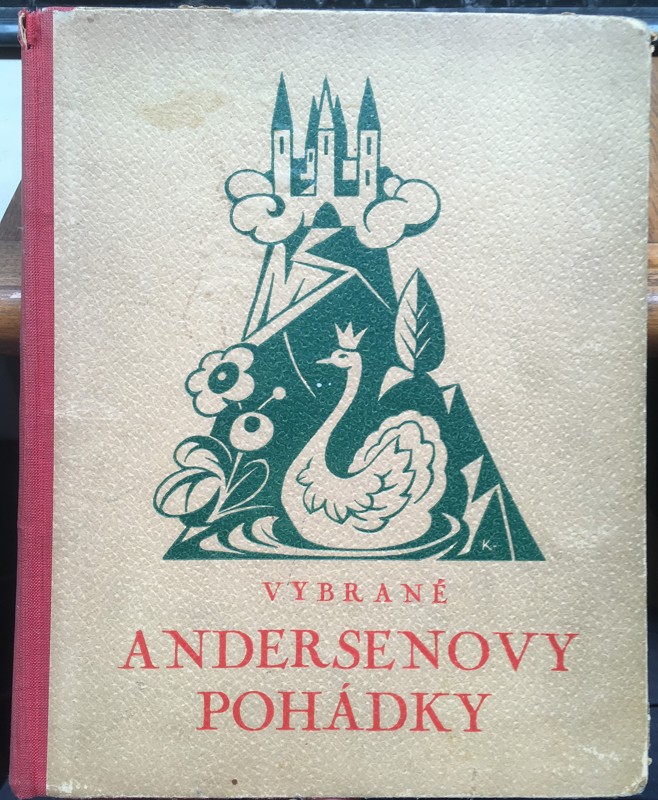 K-
VYBRANÉ
ANDERSENOVY
POHÁDKY